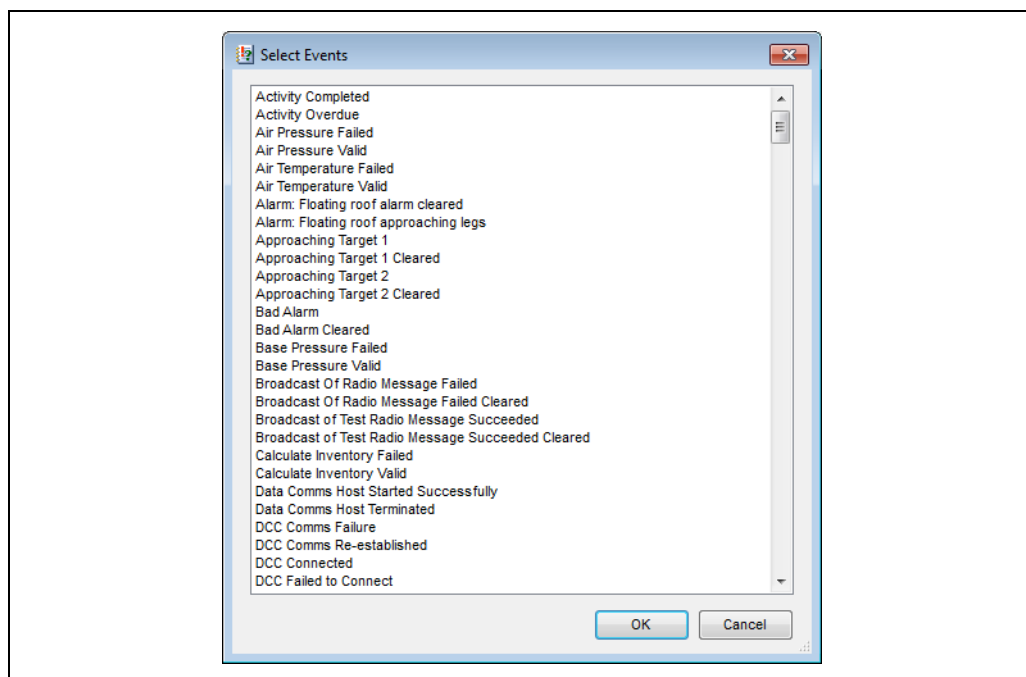 Select Events
Activity Completed
Activity Overdue
Air Pressure Failed
Air Pressure Valid
Air Temperature Failed
Air Temperature Valid
Alarm: Floating roof alarm cleared
Alarm: Floating roof approaching legs
Approaching Target 1
Approaching Target 1 Cleared
Approaching Target 2
Approaching Target 2 Cleared
Bad Alarm
Bad Alarm Cleared
Base Pressure Failed
Base Pressure Valid
Broadcast Of Radio Message Failed
Broadcast Of Radio Message Failed Cleared
Broadcast of Test Radio Message Succeeded
Broadcast of Test Radio Message Succeeded Cleared
Calculate Inventory Failed
Calculate Inventory Valid
Data Comms Host Started Successfully
Data Comms Host Terminated
DCC Comms Failure
DCC Comms Re-established
DCC Connected
DCC Failed to Connect
OK Cancel